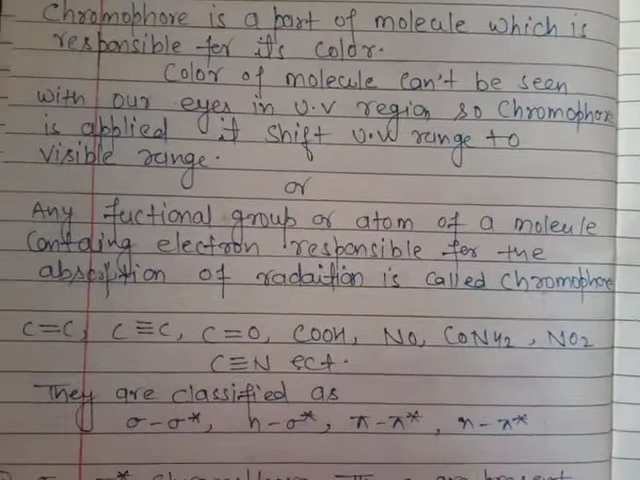 Chromophore is a part of molecule which is
responsible for it's color.
Color of molecule can't be seen
with our eyes in U.V region so Chromophore
is applied it shift U.V range to
visible range.
or
Any fuctional group or atom of a moleule
Containg electron responsible for the
absorption of radaition is called Chromophore
C=C, C≡C, C=O, COOH, NO, CONH2, NO2
C≡N ect.
They are classified as
σ-σ*, n-σ*, π-π*, n-π*